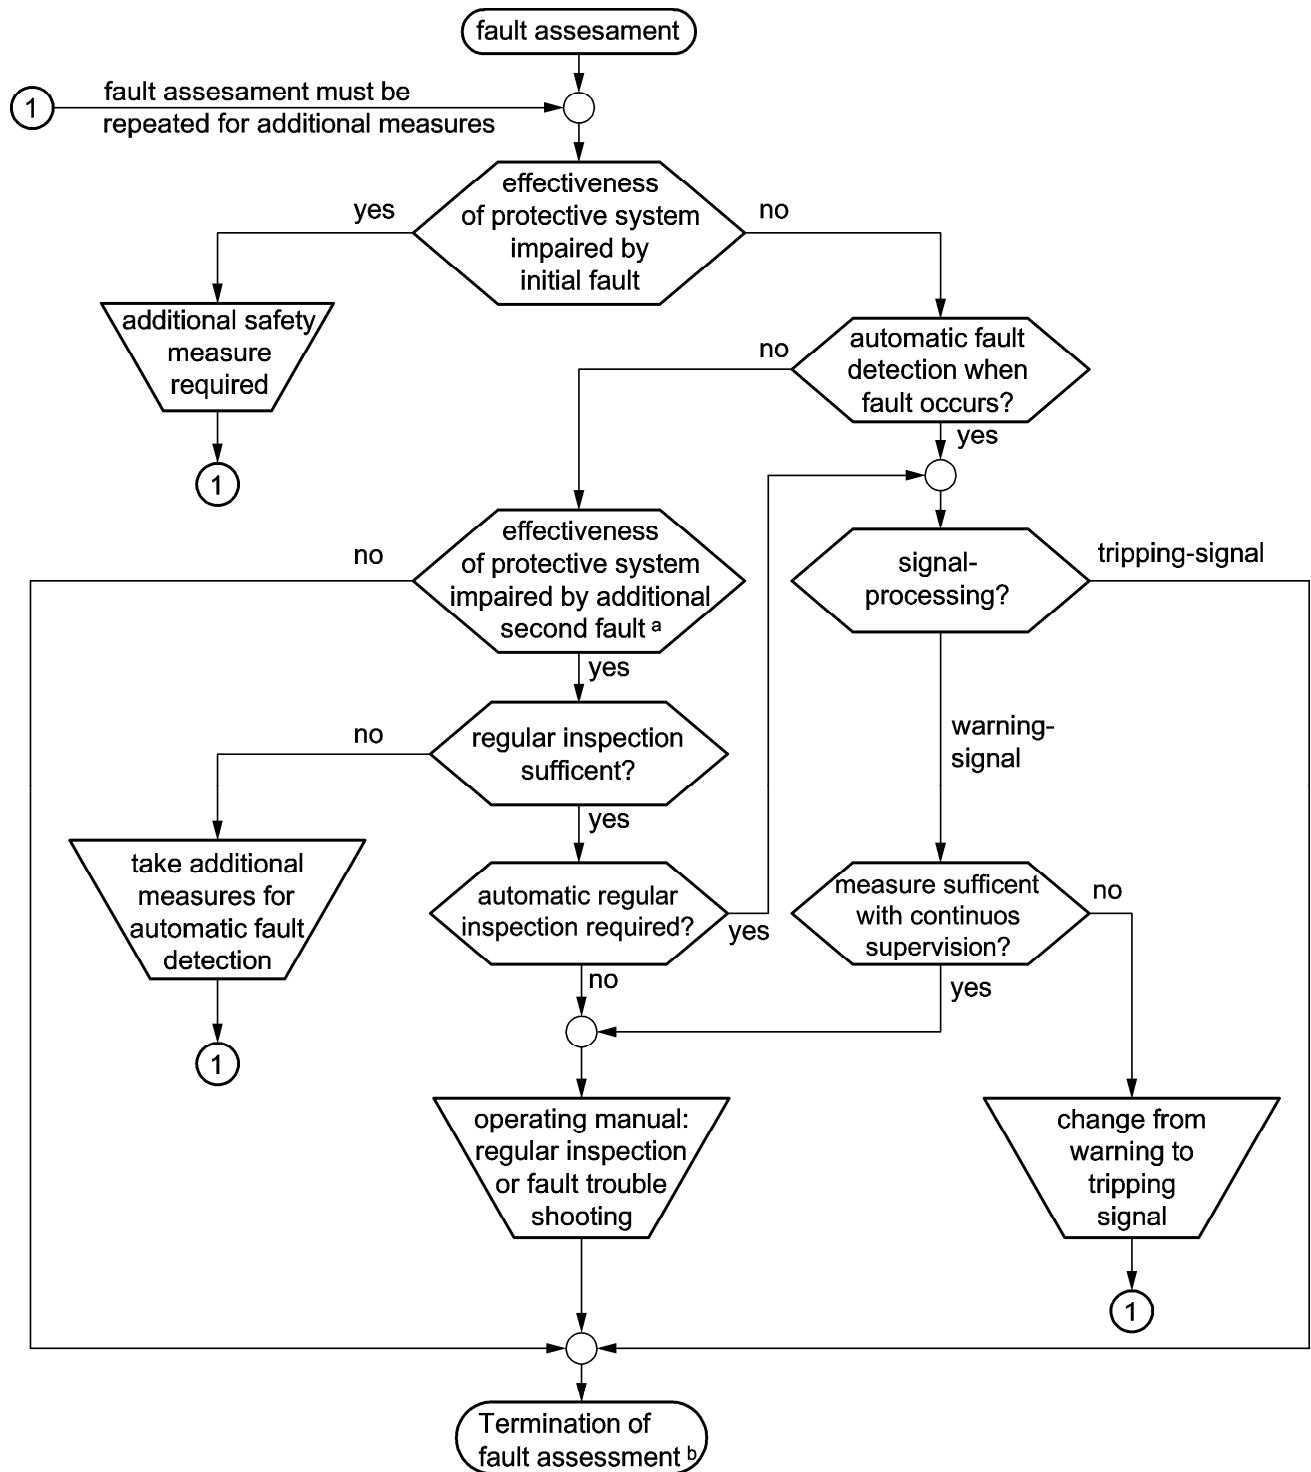 fault assesament
1
fault assesament must be
repeated for additional measures
effectiveness
of protective system
impaired by
initial fault
yes
no
additional safety
measure
required
1
automatic fault
detection when
fault occurs?
no
yes
effectiveness
of protective system
impaired by additional
second fault a
no
yes
signal-
processing?
tripping-signal
warning-
signal
regular inspection
sufficent?
no
yes
take additional
measures for
automatic fault
detection
1
automatic regular
inspection required?
yes
no
measure sufficent
with continuos
supervision?
no
yes
operating manual:
regular inspection
or fault trouble
shooting
change from
warning to
tripping
signal
1
Termination of
fault assessment b